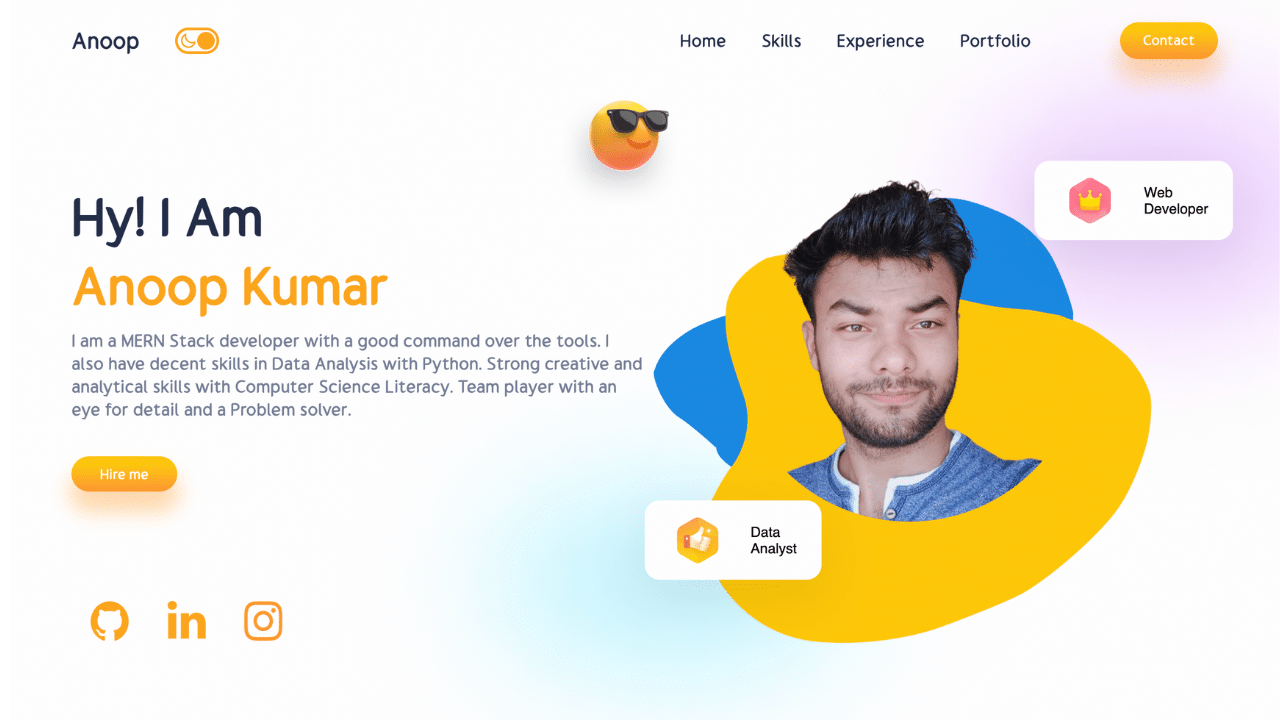 Anoop
Home
Skills
Experience
Portfolio
Contact
Web
Developer
Hy! I Am
Anoop Kumar
I am a MERN Stack developer with a good command over the tools. I
also have decent skills in Data Analysis with Python. Strong creative and
analytical skills with Computer Science Literacy. Team player with an
eye for detail and a Problem solver.
Hire me
Data
Analyst
in